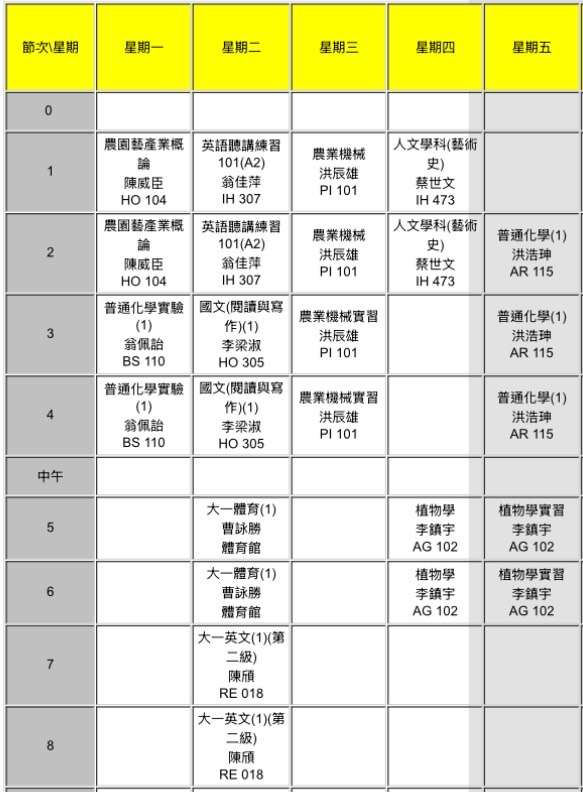 節次\星期 星期一 星期二 星期三 星期四 星期五
0
1
農園藝產業概
論
陳威臣
HO 104
英語聽講練習
101(A2)
翁佳萍
IH 307
農業機械
洪辰雄
PI 101
人文學科(藝術
史)
蔡世文
IH 473
2
農園藝產業概
論
陳威臣
HO 104
英語聽講練習
101(A2)
翁佳萍
IH 307
農業機械
洪辰雄
PI 101
人文學科(藝術
史)
蔡世文
IH 473
普通化學(1)
洪浩珅
AR 115
3
普通化學實驗
(1)
翁佩詒
BS 110
國文(閱讀與寫
作)(1)
李梁淑
HO 305
農業機械實習
洪辰雄
PI 101
普通化學(1)
洪浩珅
AR 115
4
普通化學實驗
(1)
翁佩詒
BS 110
國文(閱讀與寫
作)(1)
李梁淑
HO 305
農業機械實習
洪辰雄
PI 101
普通化學(1)
洪浩珅
AR 115
中午
5
大一體育(1)
曹詠勝
體育館
植物學
李鎮宇
AG 102
植物學實習
李鎮宇
AG 102
6
大一體育(1)
曹詠勝
體育館
植物學
李鎮宇
AG 102
植物學實習
李鎮宇
AG 102
7
大一英文(1)(第
二級)
陳頎
RE 018
8
大一英文(1)(第
二級)
陳頎
RE 018